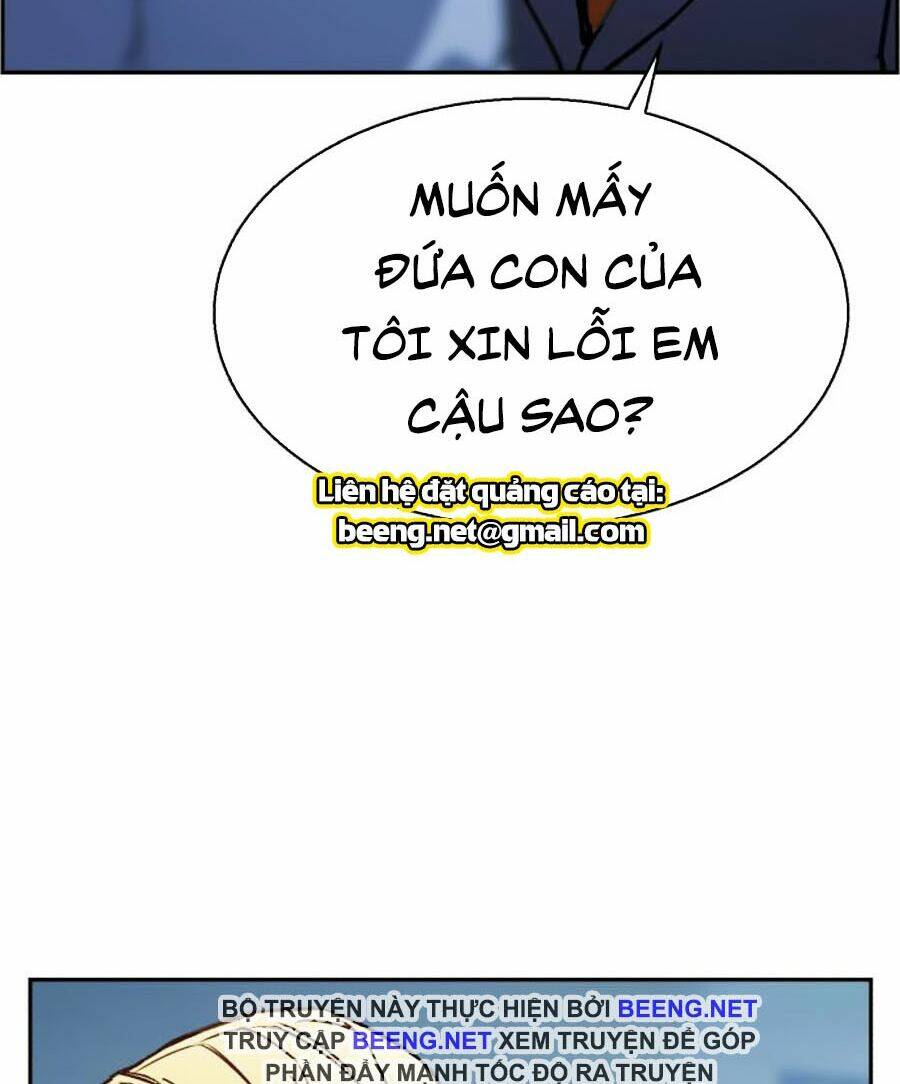 MUỐN MẤY
ĐỨA CON CỦA
TÔI XIN LỖI EM
CẬU SAO?
Liên hệ đặt quảng cáo tại:
beeng.net@gmail.com
BỘ TRUYỆN NÀY THỰC HIỆN BỞI BEENG.NET
TRUY CẬP BEENG.NET XEM TRUYỆN ĐỂ GÓP
PHẦN ĐẨY MẠNH TỐC ĐỘ RA TRUYỆN